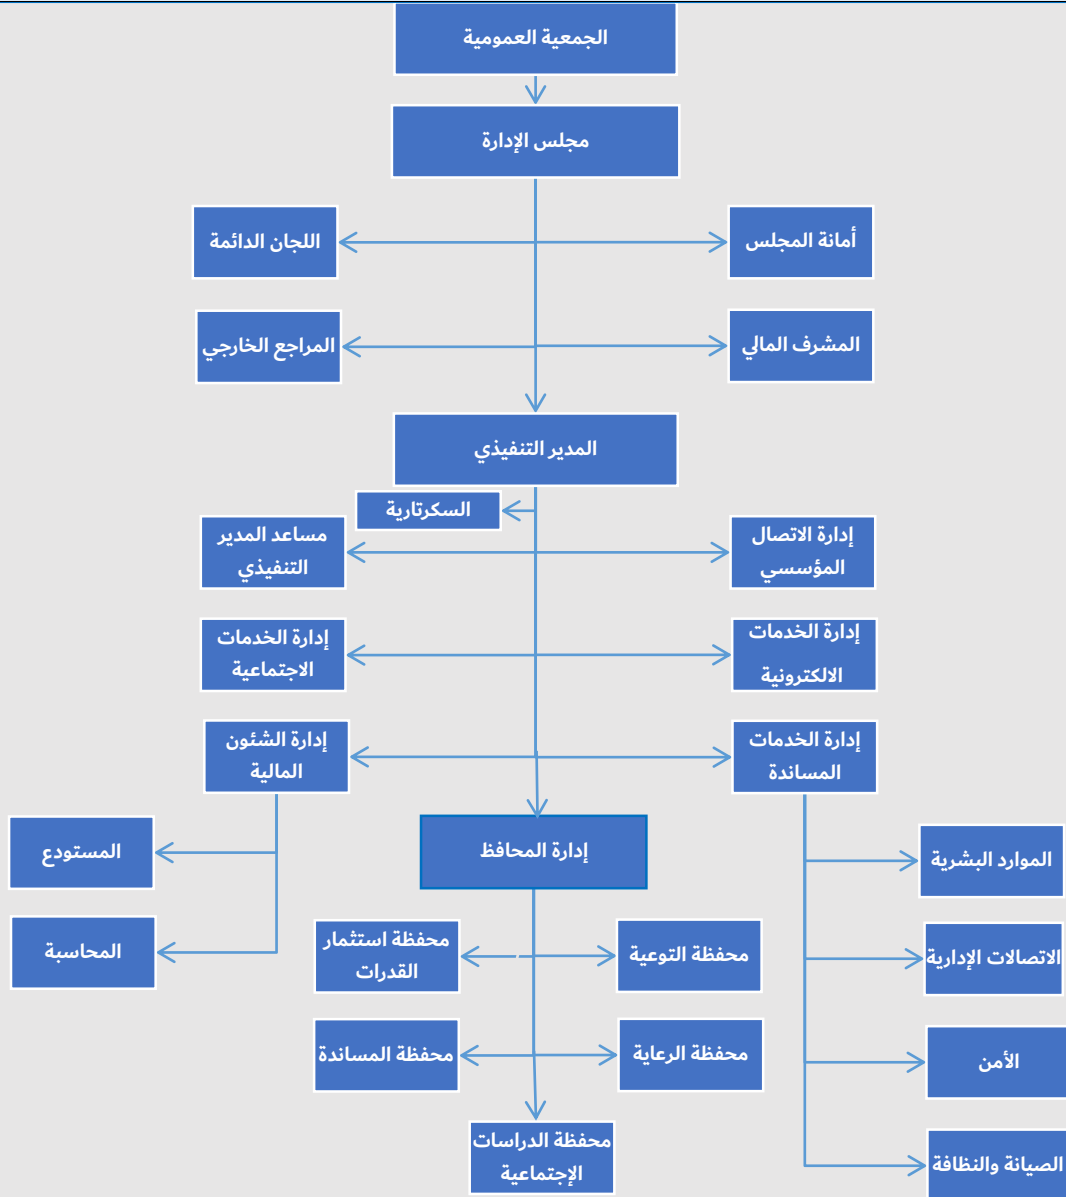 الجمعية العمومية
مجلس الإدارة
أمانة المجلس
اللجان الدائمة
المشرف المالي
المراجع الخارجي
المدير التنفيذي
السكرتارية
إدارة الاتصال
المؤسسي
مساعد المدير
التنفيذي
إدارة الخدمات
الالكترونية
إدارة الخدمات
الاجتماعية
إدارة الخدمات
المساندة
إدارة الشئون
المالية
إدارة المحافظ
الموارد البشرية
المستودع
الاتصالات الإدارية
المحاسبة
محفظة التوعية
محفظة استثمار
القدرات
الأمن
محفظة الرعاية
محفظة المساندة
الصيانة والنظافة
محفظة الدراسات
الإجتماعية